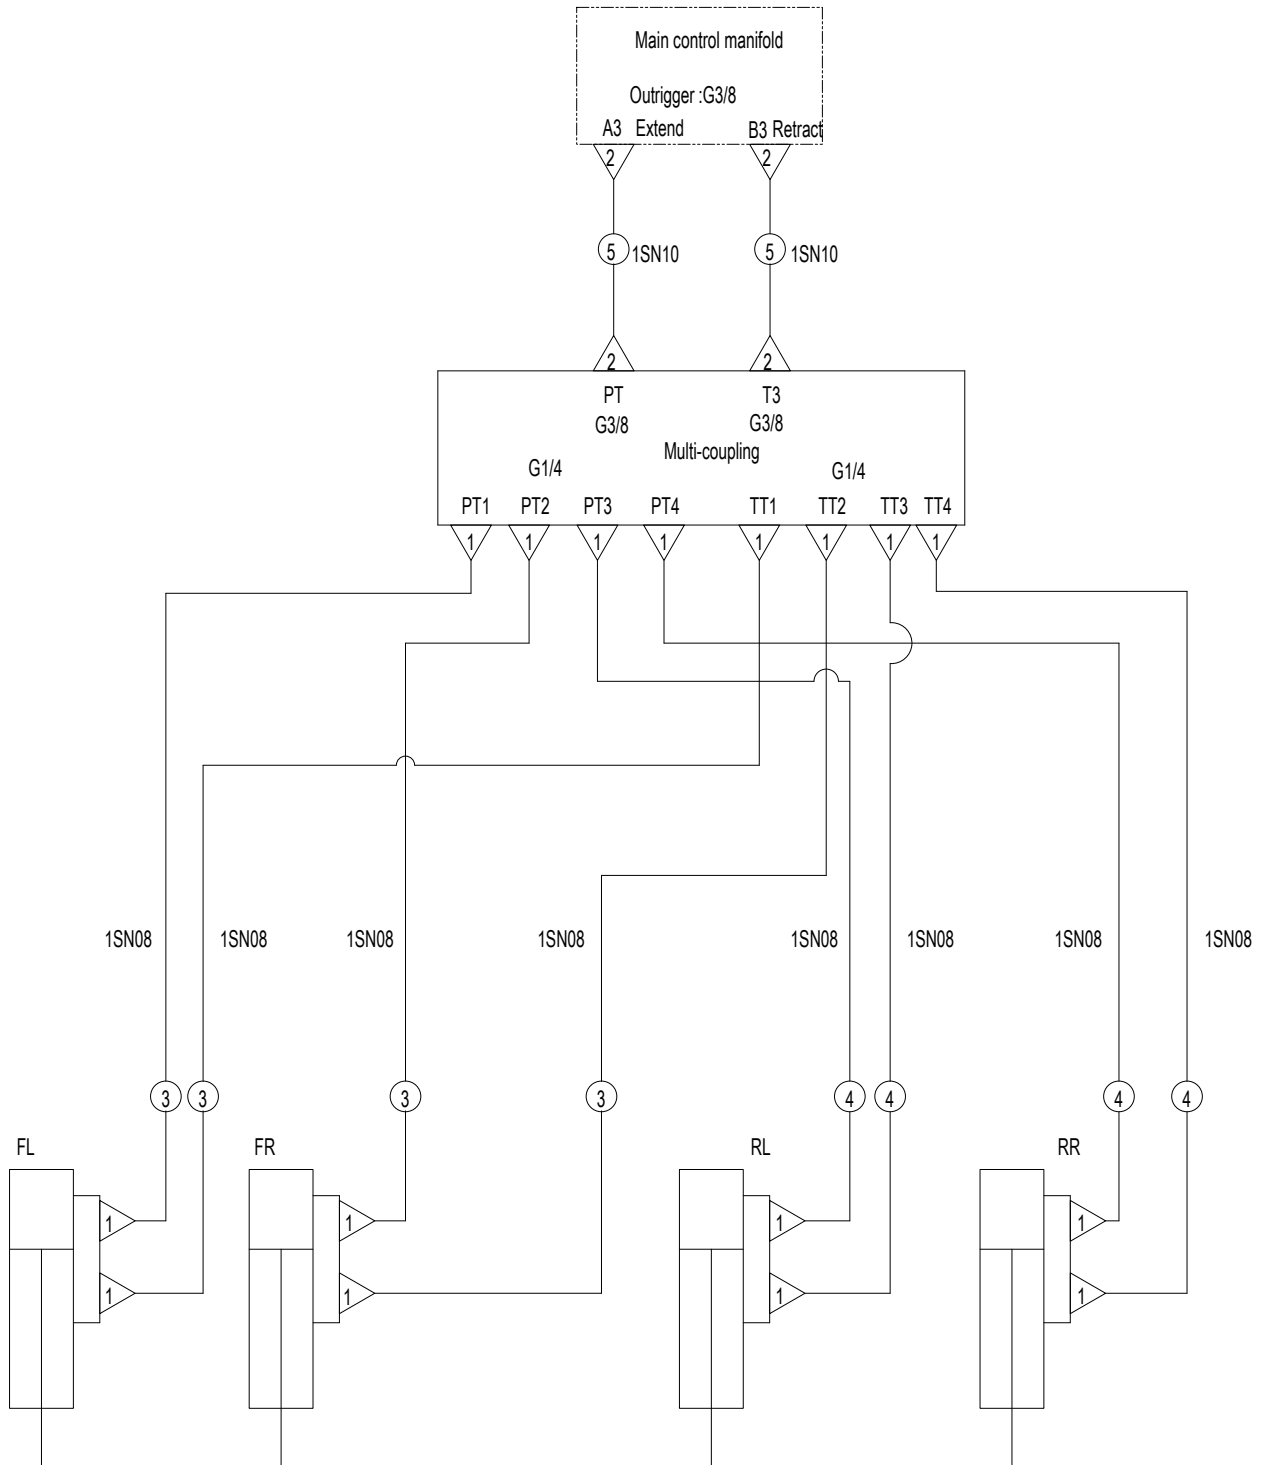 Main control manifold
Outrigger :G3/8
A3 Extend B3 Retract
2 2
5 1SN10 5 1SN10
2 2
PT T3
G3/8 G3/8
Multi-coupling
G1/4 G1/4
PT1 PT2 PT3 PT4 TT1 TT2 TT3 TT4
1 1 1 1 1 1 1 1
1SN08 1SN08 1SN08 1SN08 1SN08 1SN08 1SN08 1SN08
3 3 3 3 4 4 4 4
FL FR RL RR
1 1 1 1
1 1 1 1